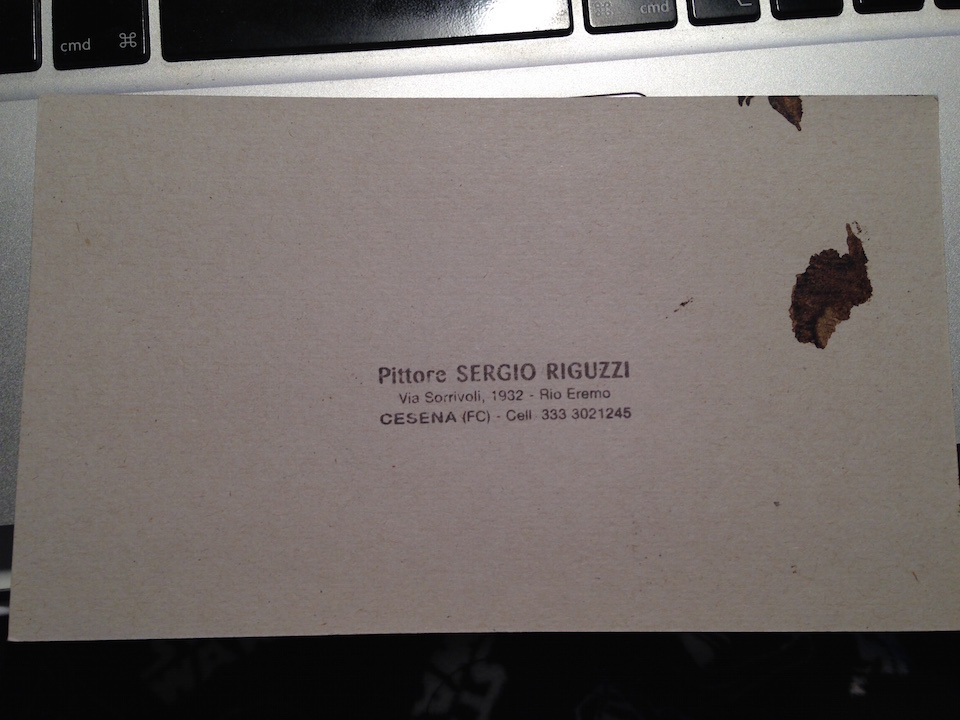 cmd ⌘
⌘ cmd
Pittore SERGIO RIGUZZI
Via Sorrivoli, 1932 - Rio Eremo
CESENA (FC) - Cell 333 3021245